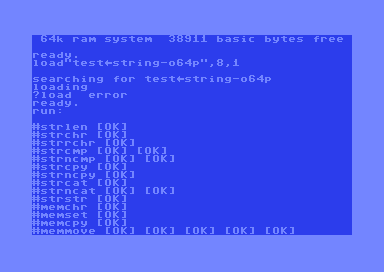 64k ram system  38911 basic bytes free
ready.
load"test←string-o64p",8,1
searching for test←string-o64p
loading
?load  error
ready.
run:
#strlen [OK]
#strchr [OK]
#strrchr [OK]
#strcmp [OK] [OK]
#strncmp [OK] [OK]
#strcpy [OK]
#strncpy [OK]
#strcat [OK]
#strncat [OK] [OK]
#strstr [OK]
#memchr [OK]
#memset [OK]
#memcpy [OK]
#memmove [OK] [OK] [OK] [OK] [OK]